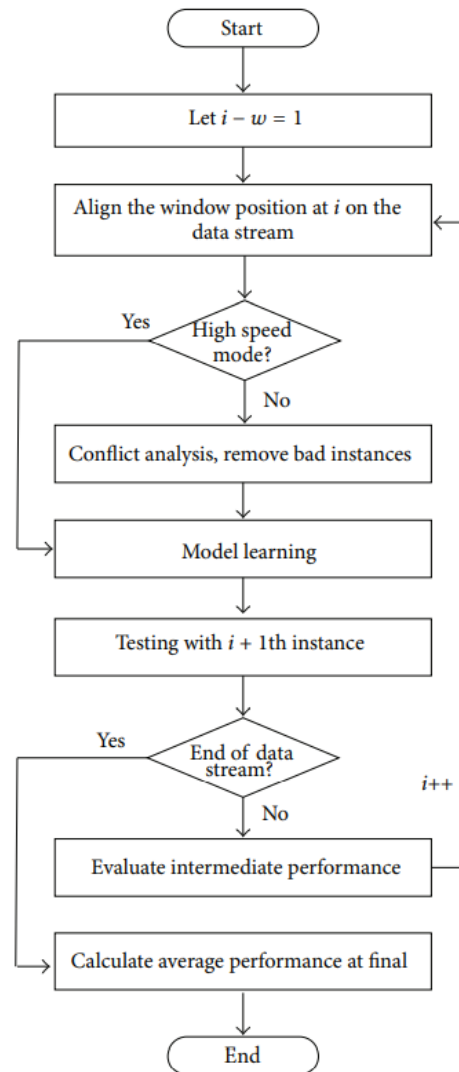 Start
Let i − w = 1
Align the window position at i on the
data stream
Yes
High speed
mode?
No
Conflict analysis, remove bad instances
Model learning
Testing with i + 1th instance
Yes
End of data
stream?
i++
No
Evaluate intermediate performance
Calculate average performance at final
End